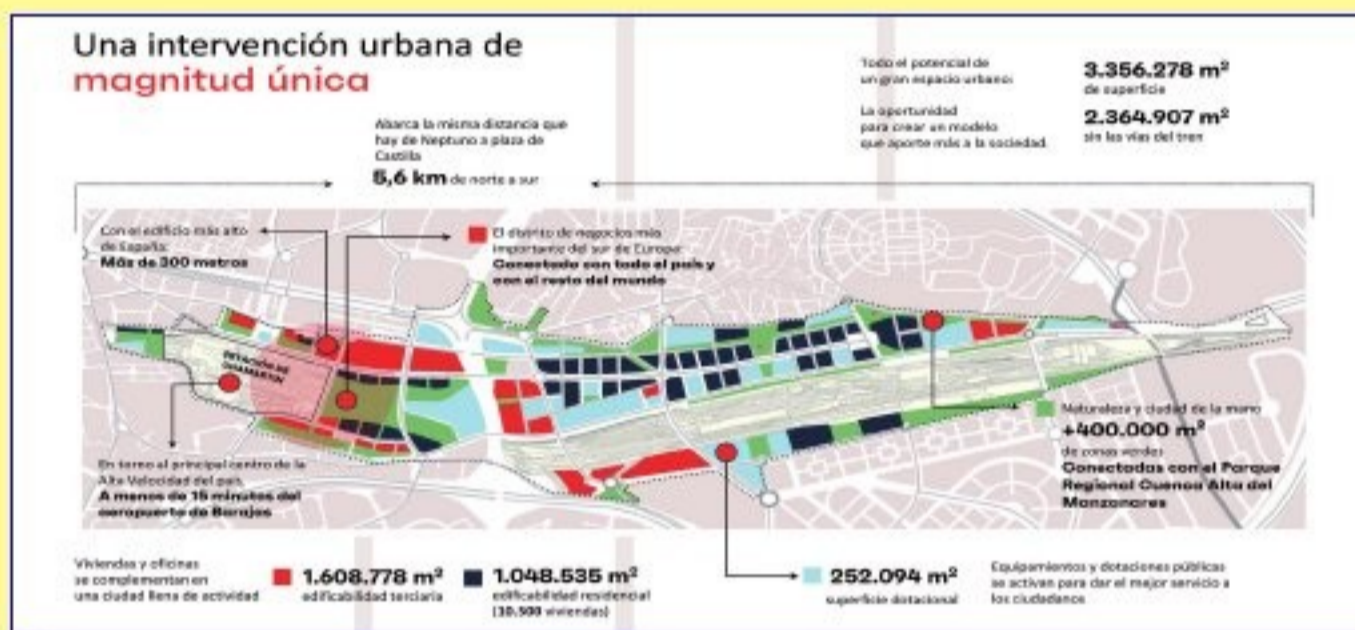 Una intervención urbana de
magnitud única
Todo el potencial de
un gran espacio urbano:
3.356.278 m²
de superficie
La oportunidad
para crear un modelo
que aporte más a la sociedad.
2.364.907 m²
sin las vías del tren
Abarca la misma distancia que
hay de Neptuno a plaza de
Castilla
5,6 km de norte a sur
Con el edificio más alto
de España:
Más de 300 metros
El distrito de negocios más
importante del sur de Europa:
Conectado con todo el país y
con el resto del mundo
ESTACIÓN DE
CHAMARTÍN
En torno al principal centro de la
Alta Velocidad del país.
A menos de 15 minutos del
aeropuerto de Barajas
Naturaleza y ciudad de la mano
+400.000 m²
de zonas verdes
Conectadas con el Parque
Regional Cuenca Alta del
Manzanares
Viviendas y oficinas
se complementan en
una ciudad llena de actividad
1.608.778 m²
edificabilidad terciaria
1.048.535 m²
edificabilidad residencial
(10.500 viviendas)
252.094 m²
superficie dotacional
Equipamientos y dotaciones públicas
se activan para dar el mejor servicio a
los ciudadanos